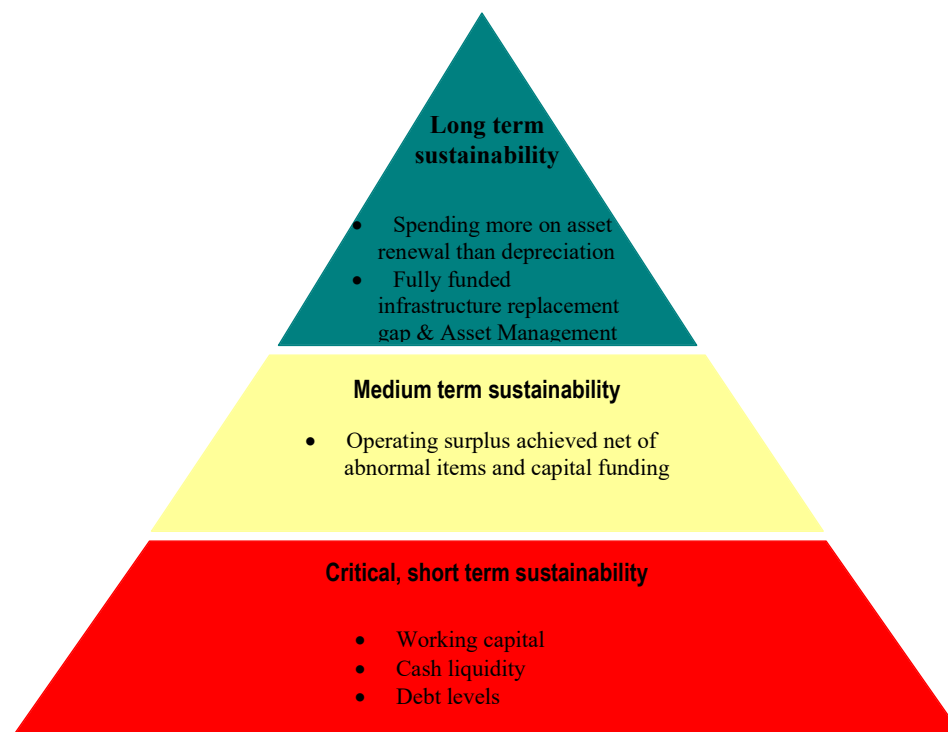 Long term
sustainability
• Spending more on asset
renewal than depreciation
• Fully funded
infrastructure replacement
gap & Asset Management
Medium term sustainability
• Operating surplus achieved net of
abnormal items and capital funding
Critical, short term sustainability
• Working capital
• Cash liquidity
• Debt levels